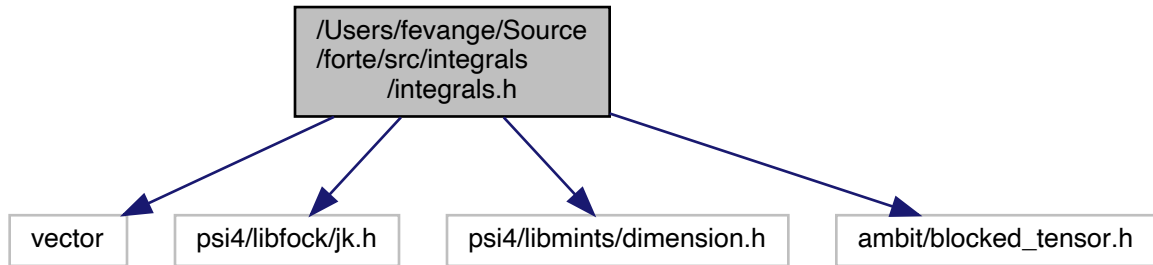 /Users/fevange/Source
/forte/src/integrals
/integrals.h
vector
psi4/libfock/jk.h
psi4/libmints/dimension.h
ambit/blocked_tensor.h